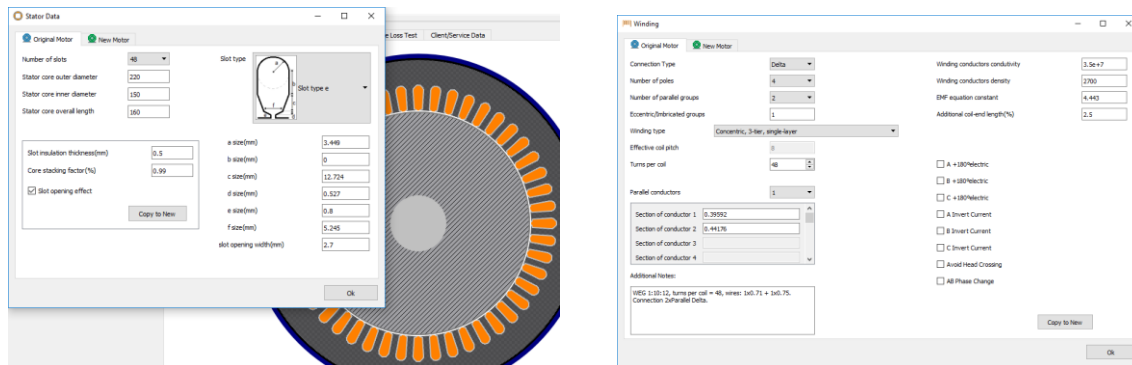 Stator Data
Original Motor New Motor
e Loss Test Client/Service Data
Number of slots 48
Stator core outer diameter 220
Stator core inner diameter 150
Stator core overall length 160
Slot type
Slot type e
Slot insulation thickness(mm) 0.5
Core stacking factor(%) 0.99
Slot opening effect
Copy to New
a size(mm) 3.449
b size(mm) 0
c size(mm) 12.724
d size(mm) 0.527
e size(mm) 0.8
f size(mm) 5.245
slot opening width(mm) 2.7
Ok
Winding
Original Motor New Motor
Connection Type Delta
Number of poles 4
Number of parallel groups 2
Eccentric/Imbricated groups 1
Winding type Concentric, 3-tier, single-layer
Effective coil pitch
Turns per coil 48
Parallel conductors 1
Section of conductor 1 0.39592
Section of conductor 2 0.44176
Section of conductor 3
Section of conductor 4
Additional Notes:
WEG 1:10:12, turns per coil = 48, wires: 1x0.71 + 1x0.75.
Connection 2xParallel Delta.
Winding conductors condutivity 3.5e+7
Winding conductors density 2700
EMF equation constant 4.443
Additional coil-end length(%) 2.5
A +180ºelectric
B +180ºelectric
C +180ºelectric
A Invert Current
B Invert Current
C Invert Current
Avoid Head Crossing
AB Phase Change
Copy to New
Ok